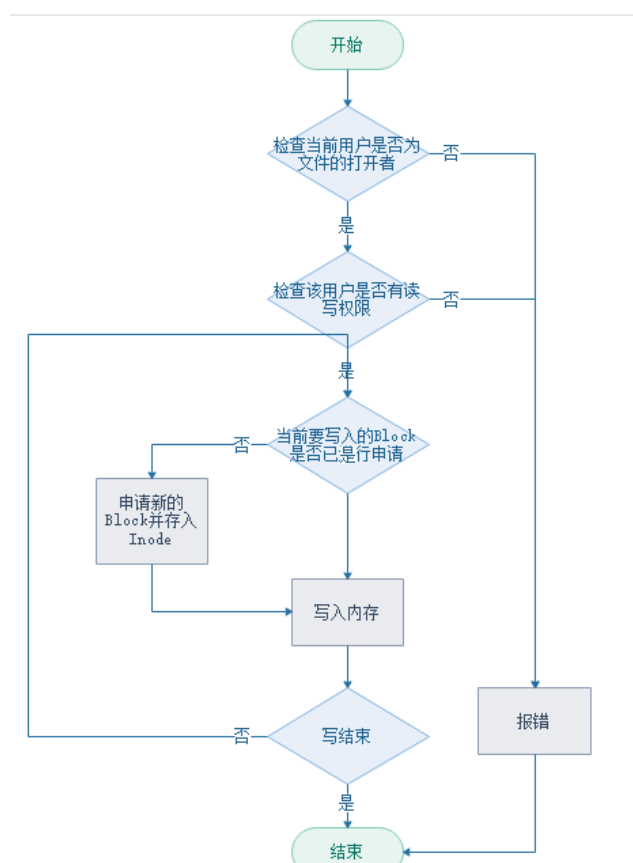 开始
检查当前用户是否为
文件的打开者
否
是
检查该用户是否有读
写权限
否
是
当前要写入的Block
是否已进行申请
否
是
申请新的
Block并存入
Inode
写入内存
写结束
否
报错
是
结束